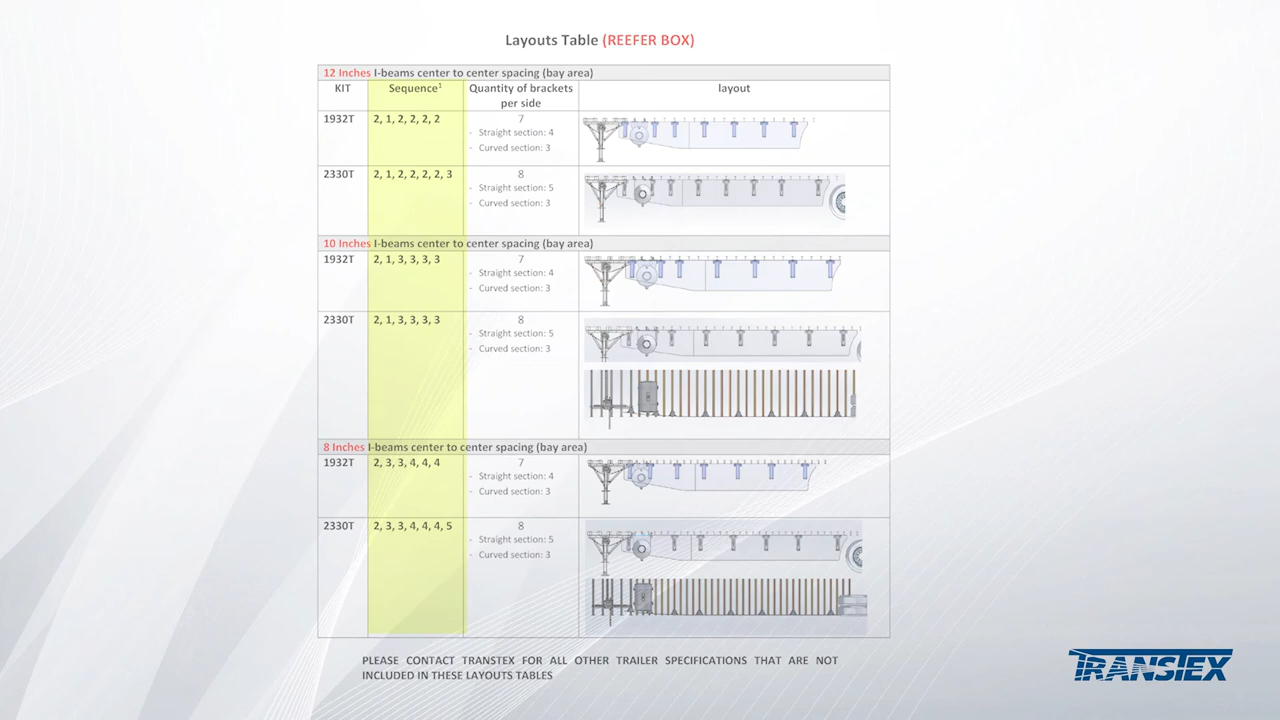 Layouts Table (REEFER BOX)
12 Inches I-beams center to center spacing (bay area)
KIT Sequence1 Quantity of brackets per side layout
1932T 2, 1, 2, 2, 2, 2 7
- Straight section: 4
- Curved section: 3
2330T 2, 1, 2, 2, 2, 2, 3 8
- Straight section: 5
- Curved section: 3
10 Inches I-beams center to center spacing (bay area)
1932T 2, 1, 3, 3, 3, 3 7
- Straight section: 4
- Curved section: 3
2330T 2, 1, 3, 3, 3, 3 8
- Straight section: 5
- Curved section: 3
8 Inches I-beams center to center spacing (bay area)
1932T 2, 3, 3, 4, 4, 4 7
- Straight section: 4
- Curved section: 3
2330T 2, 3, 3, 4, 4, 4, 5 8
- Straight section: 5
- Curved section: 3
PLEASE CONTACT TRANSTEX FOR ALL OTHER TRAILER SPECIFICATIONS THAT ARE NOT
INCLUDED IN THESE LAYOUTS TABLES
TRANSTEX